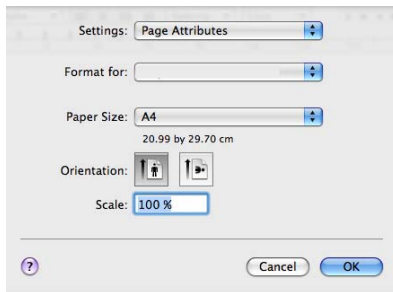 Settings: Page Attributes
Format for:
Paper Size: A4
20.99 by 29.70 cm
Orientation:
Scale: 100 %
? Cancel OK